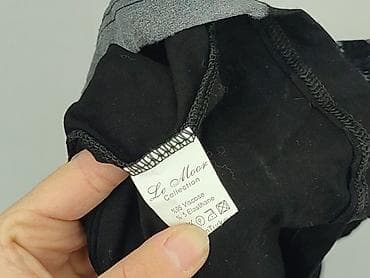 Le Moor
Collection
%95 Viscose
%5 Elasthane